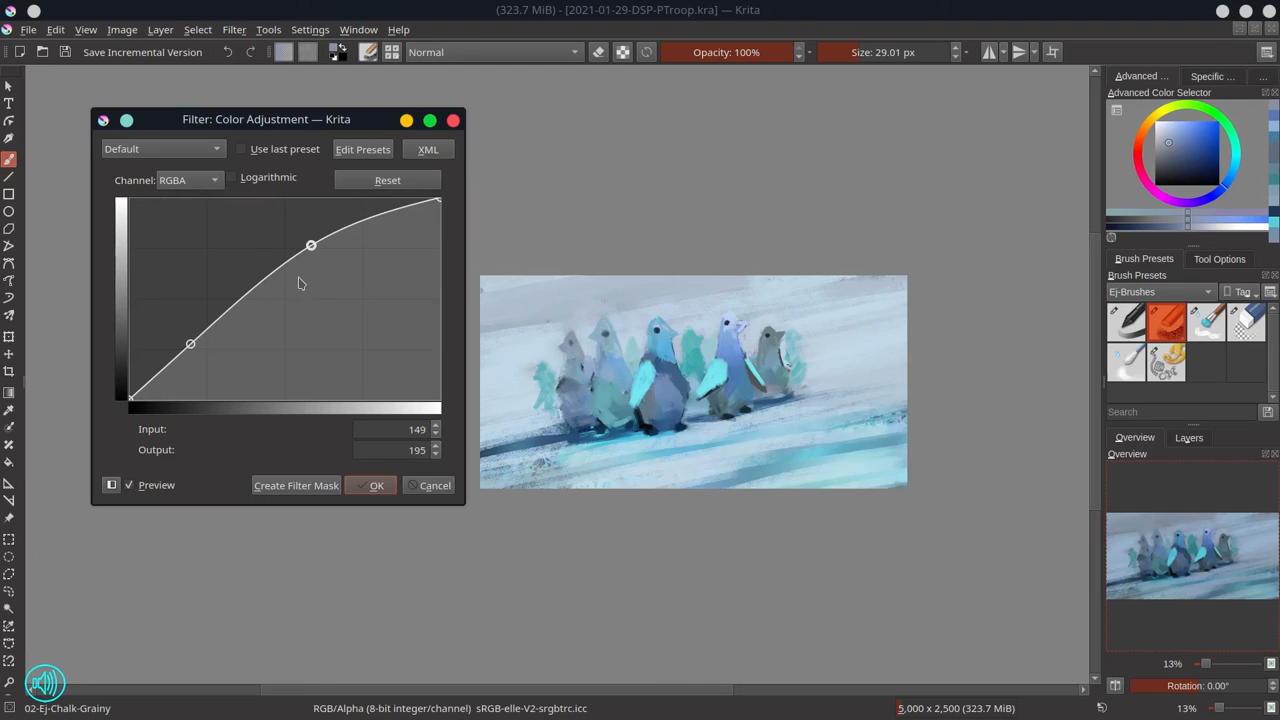 (323.7 MiB) - [2021-01-29-DSP-PTroop.kra] — Krita
File Edit View Image Layer Select Filter Tools Settings Window Help
Save Incremental Version Normal Opacity: 100% Size: 29.01 px
Advanced ... Specific ... ...
Advanced Color Selector
Filter: Color Adjustment — Krita
Default Use last preset Edit Presets XML
Channel: RGBA Logarithmic Reset
Input: 149
Output: 195
Preview Create Filter Mask OK Cancel
Brush Presets Tool Options
Brush Presets
Ej-Brushes Tag
Search
Overview Layers
Overview
13%
Rotation: 0.00°
02-Ej-Chalk-Grainy RGB/Alpha (8-bit integer/channel) sRGB-elle-V2-srgbtrc.icc 5,000 x 2,500 (323.7 MiB) 13%